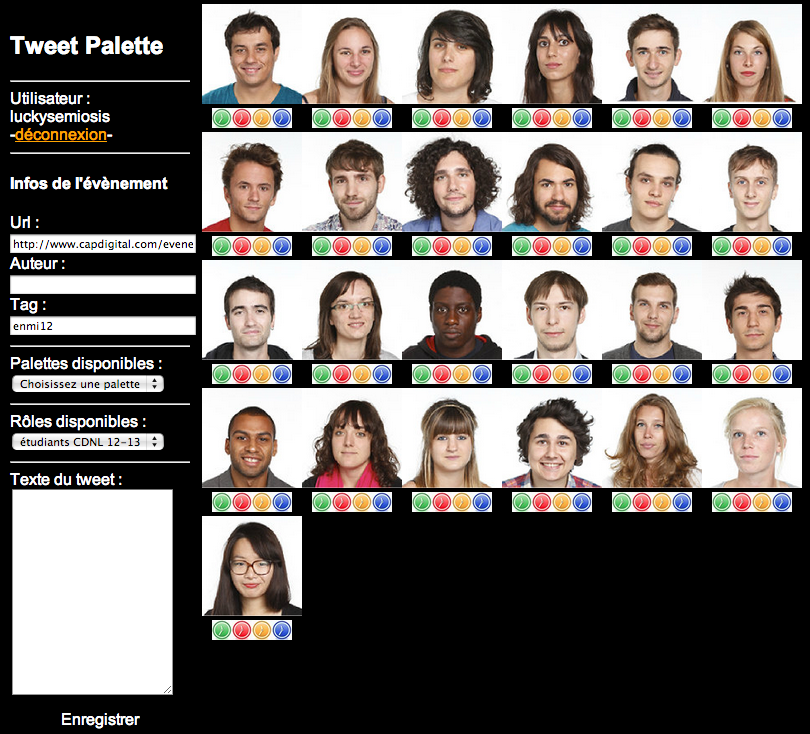 Tweet Palette
Utilisateur :
luckysemiosis
-déconnexion-
Infos de l'évènement
Url :
http://www.capdigital.com/evene
Auteur :
Tag :
enmi12
Palettes disponibles :
Choisissez une palette
Rôles disponibles :
étudiants CDNL 12-13
Texte du tweet :
Enregistrer